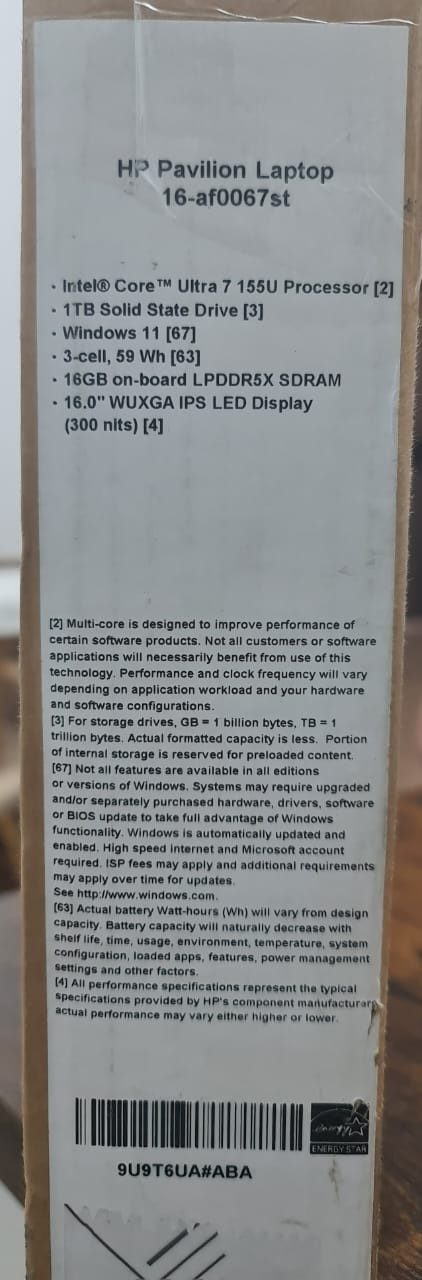 HP Pavilion Laptop
16-af0067st
· Intel® Core™ Ultra 7 155U Processor [2]
· 1TB Solid State Drive [3]
· Windows 11 [67]
· 3-cell, 59 Wh [63]
· 16GB on-board LPDDR5X SDRAM
· 16.0" WUXGA IPS LED Display
(300 nits) [4]
[2] Multi-core is designed to improve performance of
certain software products. Not all customers or software
applications will necessarily benefit from use of this
technology. Performance and clock frequency will vary
depending on application workload and your hardware
and software configurations.
[3] For storage drives, GB = 1 billion bytes, TB = 1
trillion bytes. Actual formatted capacity is less. Portion
of internal storage is reserved for preloaded content.
[67] Not all features are available in all editions
or versions of Windows. Systems may require upgraded
and/or separately purchased hardware, drivers, software
or BIOS update to take full advantage of Windows
functionality. Windows is automatically updated and
enabled. High speed internet and Microsoft account
required. ISP fees may apply and additional requirements
may apply over time for updates.
See http://www.windows.com.
[63] Actual battery Watt-hours (Wh) will vary from design
capacity. Battery capacity will naturally decrease with
shelf life, time, usage, environment, temperature, system
configuration, loaded apps, features, power management
settings and other factors.
[4] All performance specifications represent the typical
specifications provided by HP's component manufacturers
actual performance may vary either higher or lower.
energy
ENERGY STAR
9U9T6UA#ABA